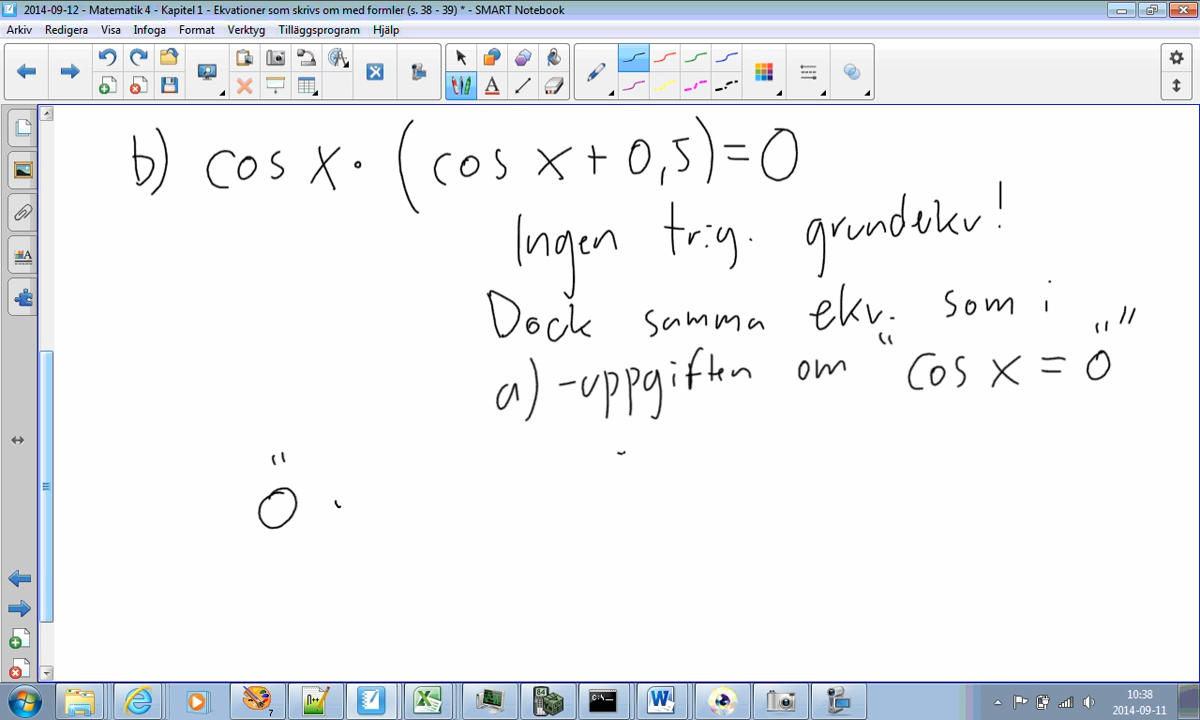 2014-09-12 - Matematik 4 - Kapitel 1 - Ekvationer som skrivs om med formler (s. 38 - 39) * - SMART Notebook
Arkiv Redigera Visa Infoga Format Verktyg Tilläggsprogram Hjälp
b) cos x · (cos x + 0,5) = 0
Ingen trig. grundekv!
Dock samma ekv. som i
a) -uppgiften om "cos x = "0""
"0 ·
10:38
2014-09-11